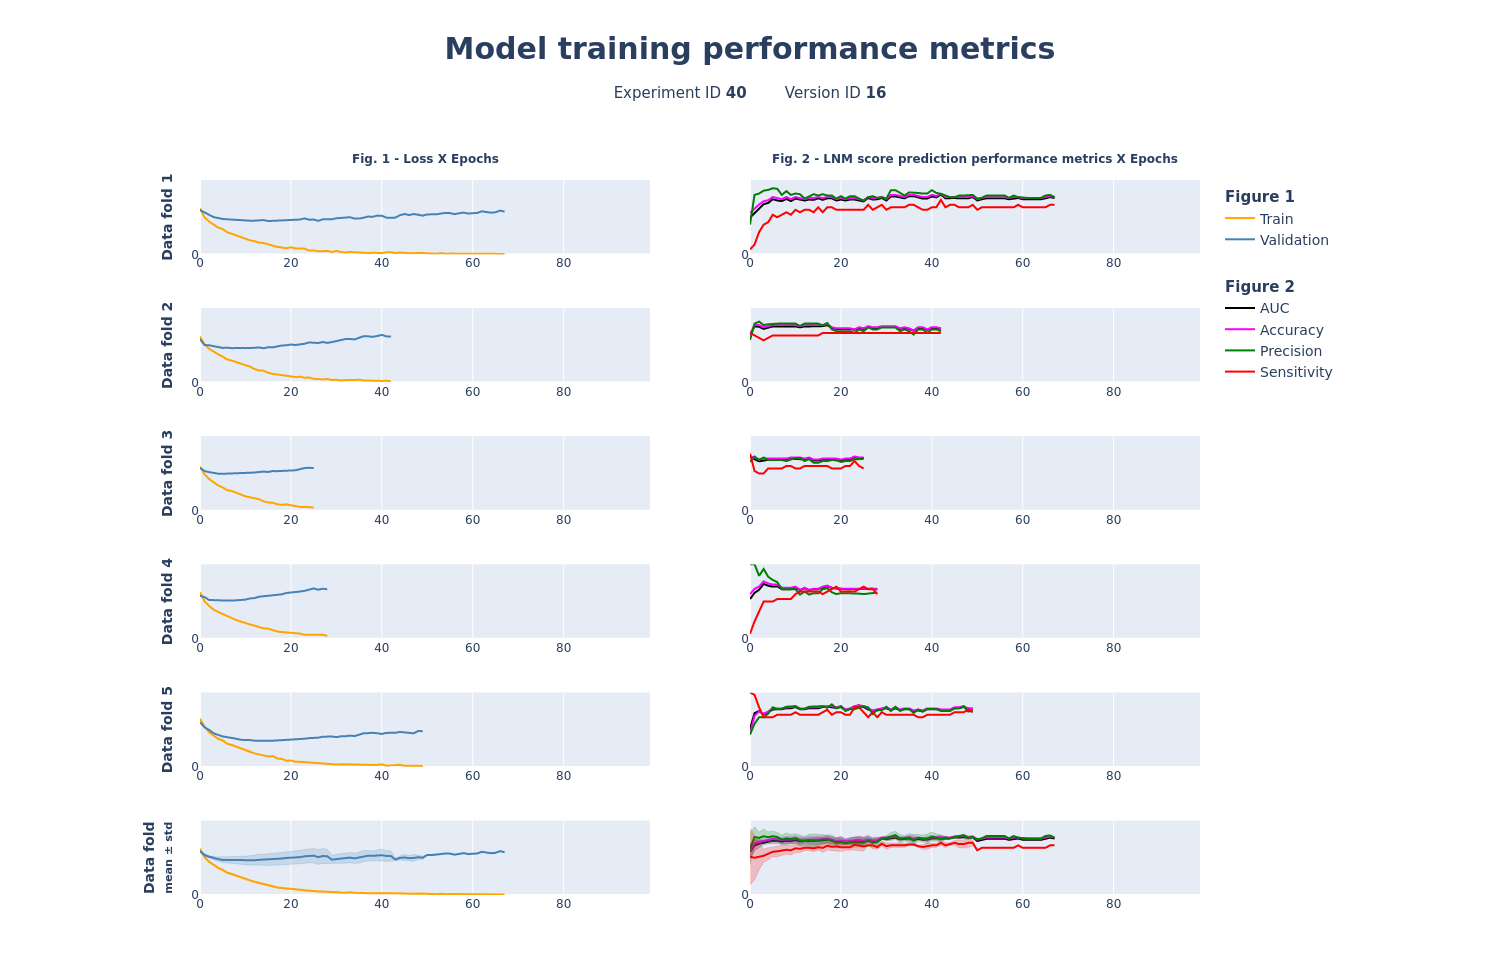 Model training performance metrics
Experiment ID 40 Version ID 16
Fig. 1 - Loss X Epochs
Fig. 2 - LNM score prediction performance metrics X Epochs
Data fold 1
0
0 20 40 60 80
0
0 20 40 60 80
Data fold 2
0
0 20 40 60 80
0
0 20 40 60 80
Data fold 3
0
0 20 40 60 80
0
0 20 40 60 80
Data fold 4
0
0 20 40 60 80
0
0 20 40 60 80
Data fold 5
0
0 20 40 60 80
0
0 20 40 60 80
Data fold
mean ± std
0
0 20 40 60 80
0
0 20 40 60 80
Figure 1
Train
Validation
Figure 2
AUC
Accuracy
Precision
Sensitivity